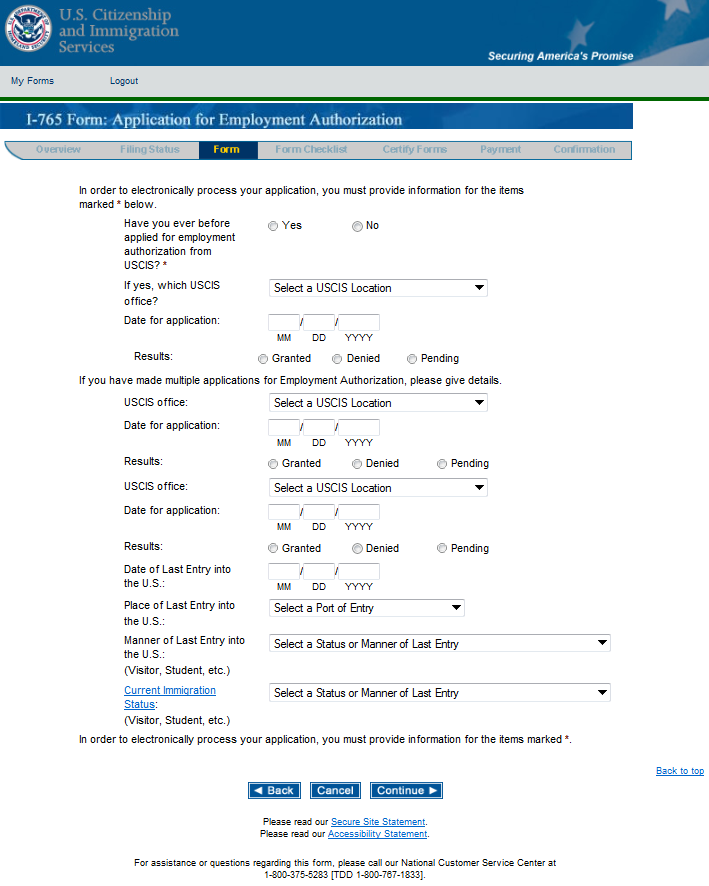 U.S. Citizenship
and Immigration
Services
Securing America's Promise
My Forms Logout
I-765 Form: Application for Employment Authorization
Overview Filing Status Form Form Checklist Certify Forms Payment Confirmation
In order to electronically process your application, you must provide information for the items
marked * below.
Have you ever before
applied for employment
authorization from
USCIS? *
Yes No
If yes, which USCIS
office?
Select a USCIS Location
Date for application:
/ /
MM DD YYYY
Results: Granted Denied Pending
If you have made multiple applications for Employment Authorization, please give details.
USCIS office: Select a USCIS Location
Date for application:
/ /
MM DD YYYY
Results: Granted Denied Pending
USCIS office: Select a USCIS Location
Date for application:
/ /
MM DD YYYY
Results: Granted Denied Pending
Date of Last Entry into
the U.S.:
/ /
MM DD YYYY
Place of Last Entry into
the U.S.:
Select a Port of Entry
Manner of Last Entry into
the U.S.:
(Visitor, Student, etc.)
Select a Status or Manner of Last Entry
Current Immigration
Status:
(Visitor, Student, etc.)
Select a Status or Manner of Last Entry
In order to electronically process your application, you must provide information for the items marked *.
Back to top
Back Cancel Continue
Please read our Secure Site Statement.
Please read our Accessibility Statement.
For assistance or questions regarding this form, please call our National Customer Service Center at
1-800-375-5283 [TDD 1-800-767-1833].